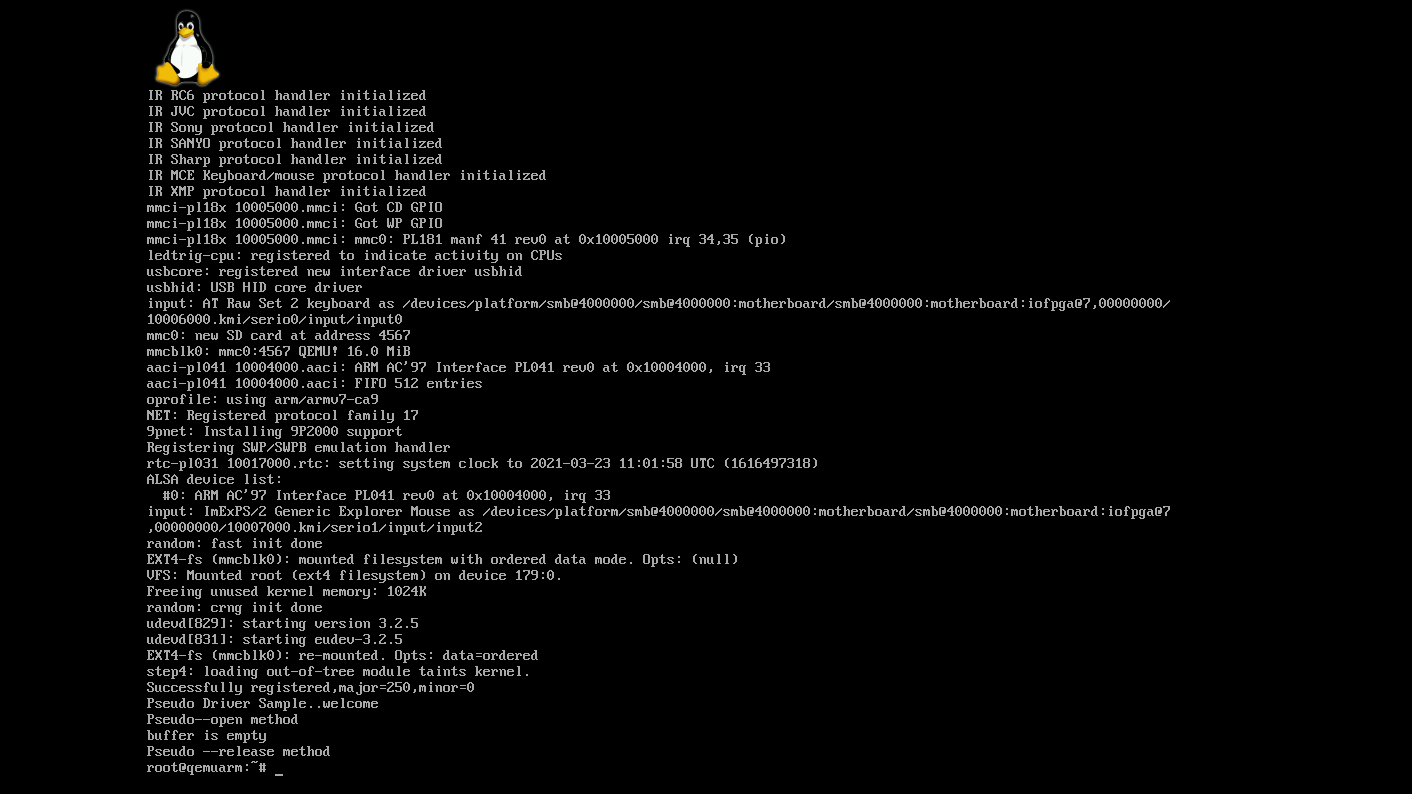 IR RC6 protocol handler initialized
IR JVC protocol handler initialized
IR Sony protocol handler initialized
IR SANYO protocol handler initialized
IR Sharp protocol handler initialized
IR MCE Keyboard/mouse protocol handler initialized
IR XMP protocol handler initialized
mmci-pl18x 10005000.mmci: Got CD GPIO
mmci-pl18x 10005000.mmci: Got WP GPIO
mmci-pl18x 10005000.mmci: mmc0: PL181 manf 41 rev0 at 0x10005000 irq 34,35 (pio)
ledtrig-cpu: registered to indicate activity on CPUs
usbcore: registered new interface driver usbhid
usbhid: USB HID core driver
input: AT Raw Set 2 keyboard as /devices/platform/smb@4000000/smb@4000000:motherboard/smb@4000000:motherboard:iofpga@7,00000000/
10006000.kmi/serio0/input/input0
mmc0: new SD card at address 4567
mmcblk0: mmc0:4567 QEMU! 16.0 MiB
aaci-pl041 10004000.aaci: ARM AC'97 Interface PL041 rev0 at 0x10004000, irq 33
aaci-pl041 10004000.aaci: FIFO 512 entries
oprofile: using arm/armv7-ca9
NET: Registered protocol family 17
9pnet: Installing 9P2000 support
Registering SWP/SWPB emulation handler
rtc-pl031 10017000.rtc: setting system clock to 2021-03-23 11:01:58 UTC (1616497318)
ALSA device list:
  #0: ARM AC'97 Interface PL041 rev0 at 0x10004000, irq 33
input: ImExPS/2 Generic Explorer Mouse as /devices/platform/smb@4000000/smb@4000000:motherboard/smb@4000000:motherboard:iofpga@7
,00000000/10007000.kmi/serio1/input/input2
random: fast init done
EXT4-fs (mmcblk0): mounted filesystem with ordered data mode. Opts: (null)
VFS: Mounted root (ext4 filesystem) on device 179:0.
Freeing unused kernel memory: 1024K
random: crng init done
udevd[829]: starting version 3.2.5
udevd[831]: starting eudev-3.2.5
EXT4-fs (mmcblk0): re-mounted. Opts: data=ordered
step4: loading out-of-tree module taints kernel.
Successfully registered,major=250,minor=0
Pseudo Driver Sample..welcome
Pseudo--open method
buffer is empty
Pseudo --release method
root@qemuarm:~# _